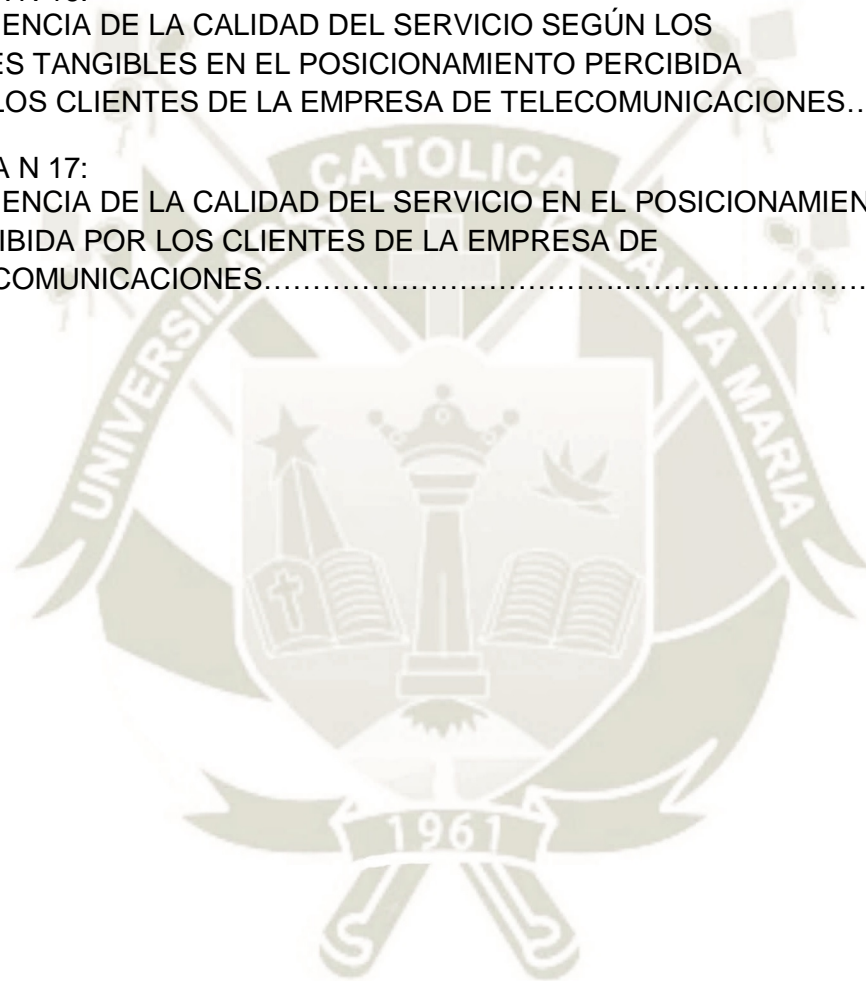 ENCIA DE LA CALIDAD DEL SERVICIO SEGÚN LOS
ES TANGIBLES EN EL POSICIONAMIENTO PERCIBIDA
LOS CLIENTES DE LA EMPRESA DE TELECOMUNICACIONES…
A N 17:
ENCIA DE LA CALIDAD DEL SERVICIO EN EL POSICIONAMIEN
IBIDA POR LOS CLIENTES DE LA EMPRESA DE
COMUNICACIONES……………………………………………………
UNIVERSIDAD CATOLICA SANTA MARIA
1961